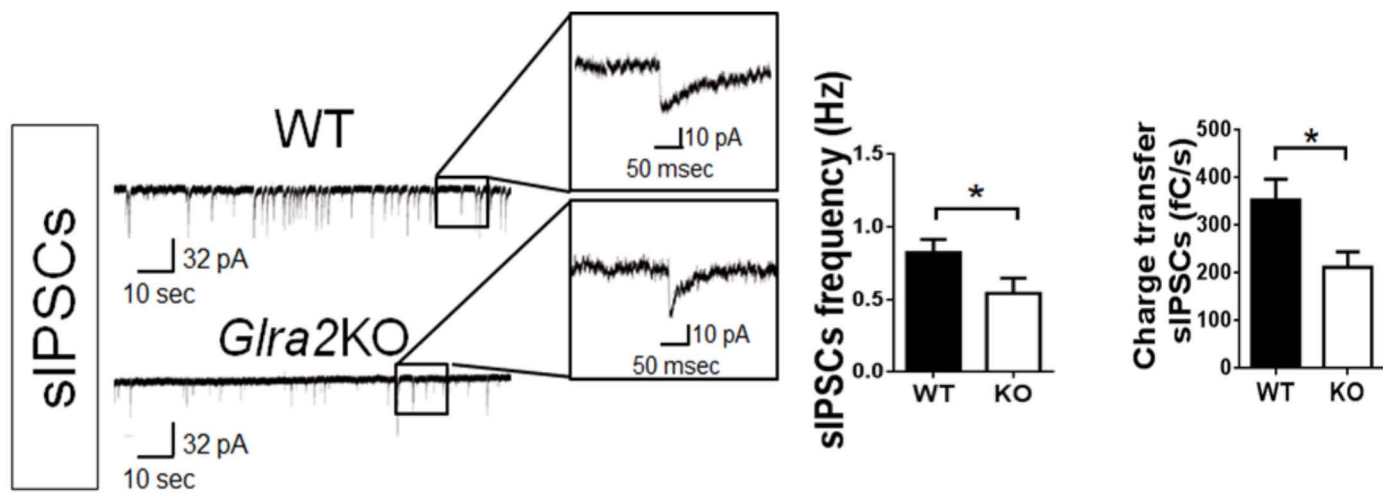 sIPSCs
WT
32 pA
10 sec
Glra2KO
32 pA
10 sec
10 pA
50 msec
10 pA
50 msec
sIPSCs frequency (Hz)
1.5
1.0
0.5
0.0
*
WT KO
Charge transfer
sIPSCs (fC/s)
500
400
300
200
100
0
*
WT KO